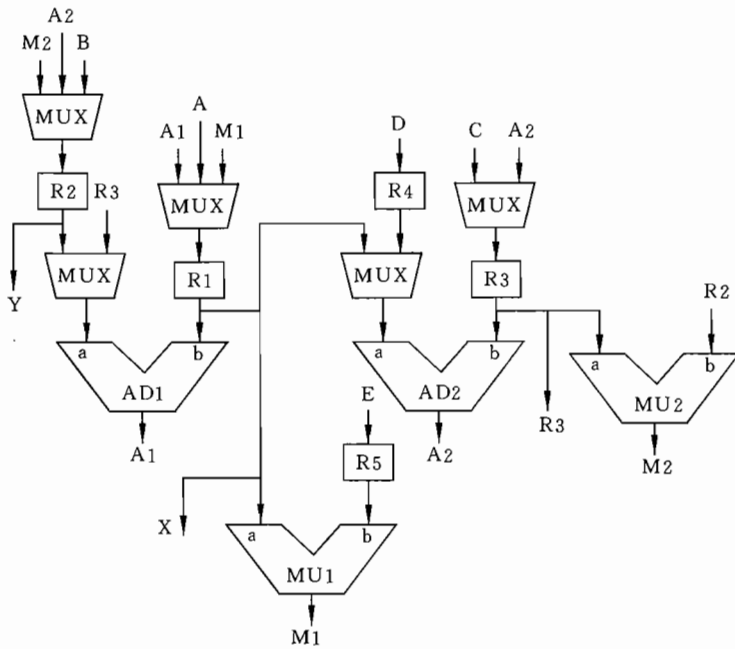 A2
M2 B
MUX
A
A1 M1
D
C A2
R2 R3
MUX
R4
MUX
MUX
R1
MUX
R3
R2
Y
a b
AD1
a b
AD2
a b
MU2
A1
E
A2
R3
M2
R5
X
a b
MU1
M1